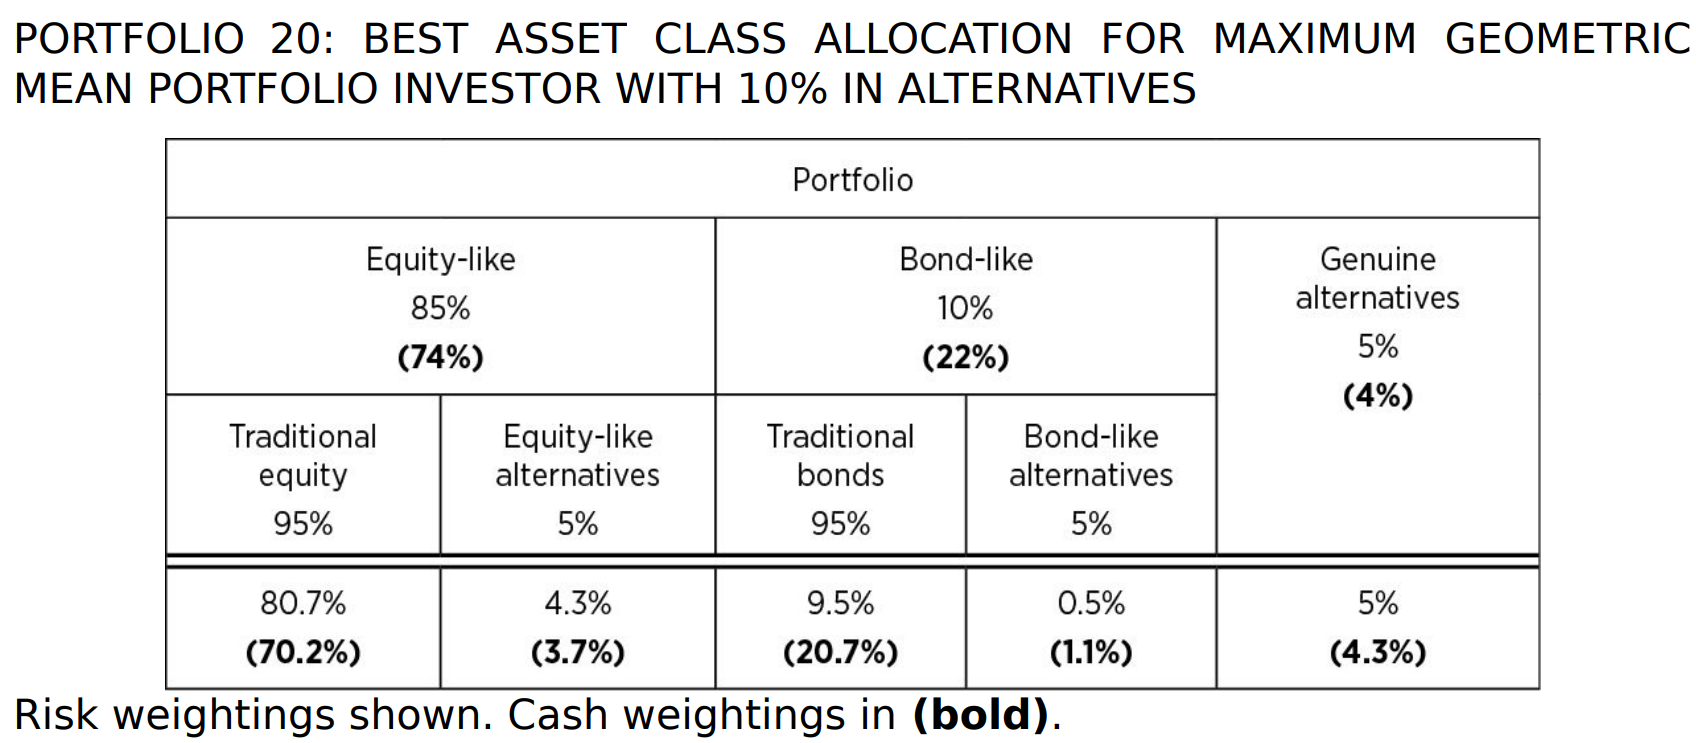 PORTFOLIO 20: BEST ASSET CLASS ALLOCATION FOR MAXIMUM GEOMETRIC
MEAN PORTFOLIO INVESTOR WITH 10% IN ALTERNATIVES
Portfolio
Equity-like
85%
(74%)
Bond-like
10%
(22%)
Genuine
alternatives
5%
(4%)
Traditional
equity
95%
Equity-like
alternatives
5%
Traditional
bonds
95%
Bond-like
alternatives
5%
80.7%
(70.2%)
4.3%
(3.7%)
9.5%
(20.7%)
0.5%
(1.1%)
5%
(4.3%)
Risk weightings shown. Cash weightings in (bold).